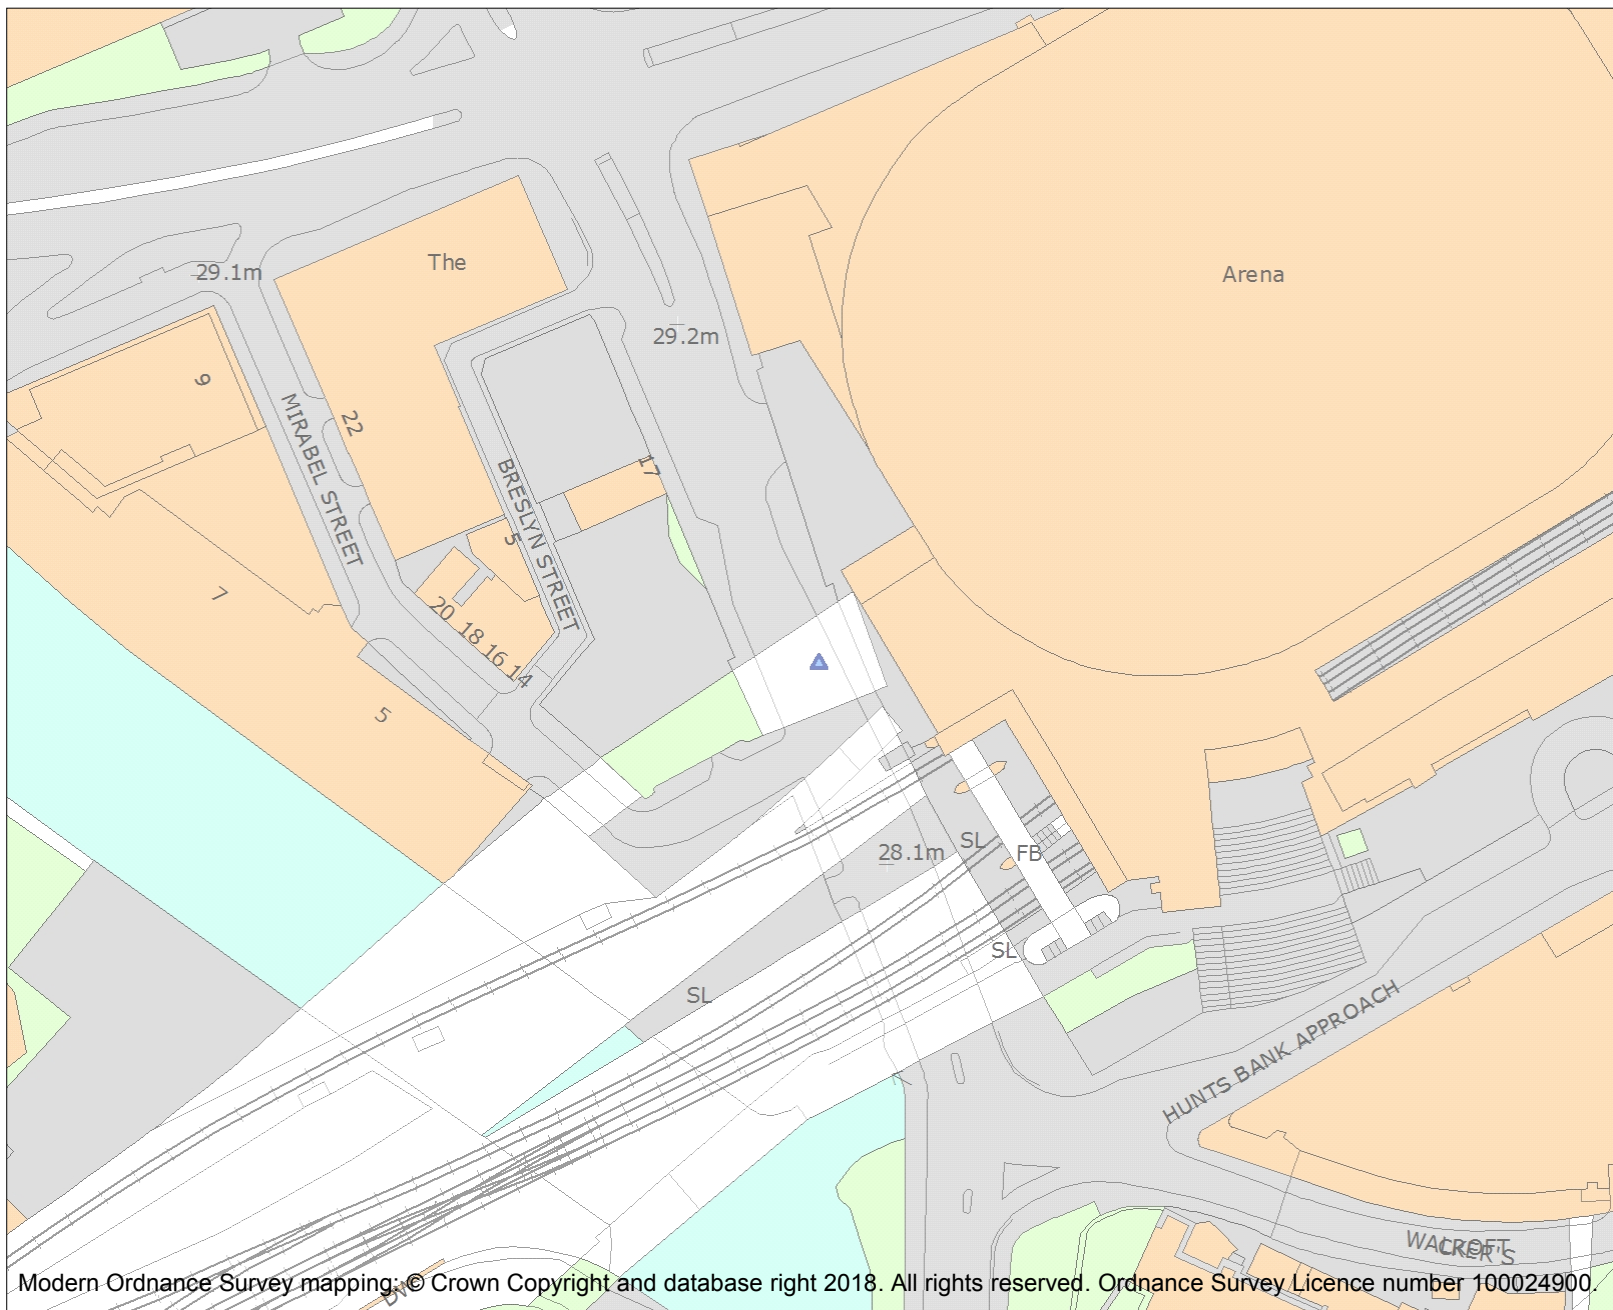 The
29.1m
Arena
29.2m
9
MIRABEL STREET
22
17
BRESLYN STREET
5
7
20 18 16 14
5
SL
28.1m
FB
SL
SL
HUNTS BANK APPROACH
WALKER'S
CROFT
Modern Ordnance Survey mapping: © Crown Copyright and database right 2018. All rights reserved. Ordnance Survey Licence number 100024900.